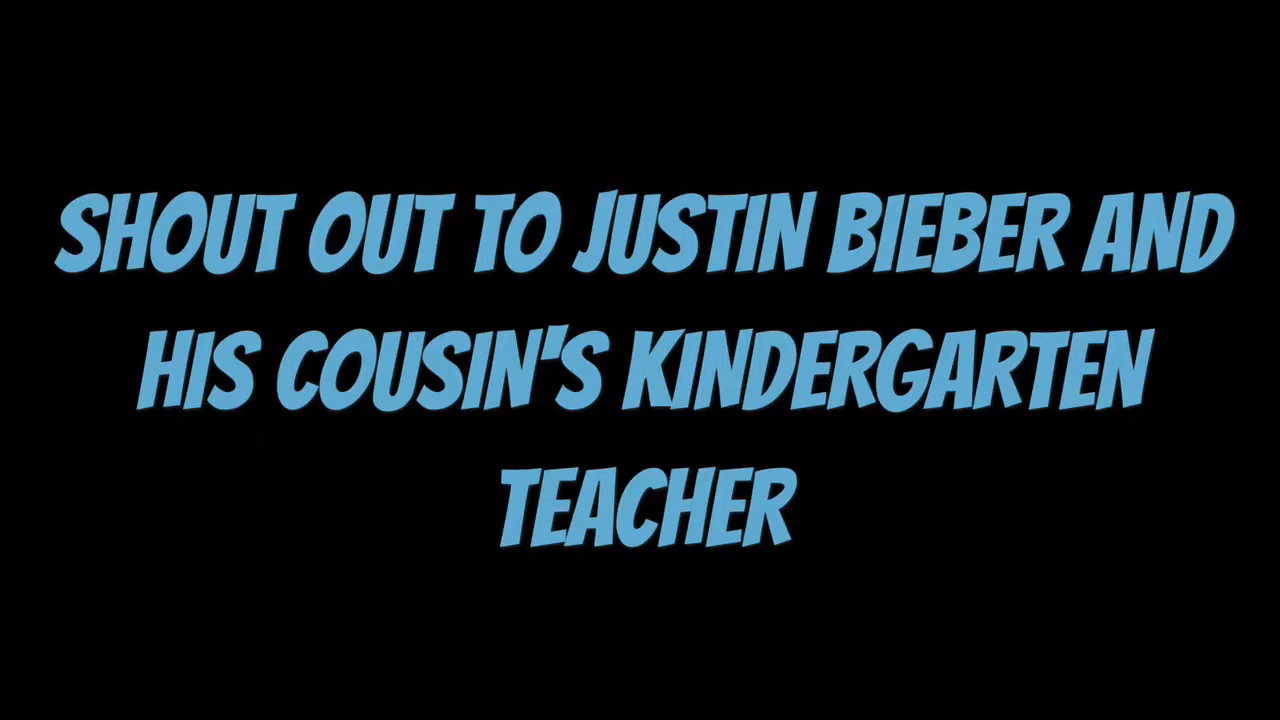 SHOUT OUT TO JUSTIN BIEBER AND
HIS COUSIN'S KINDERGARTEN
TEACHER